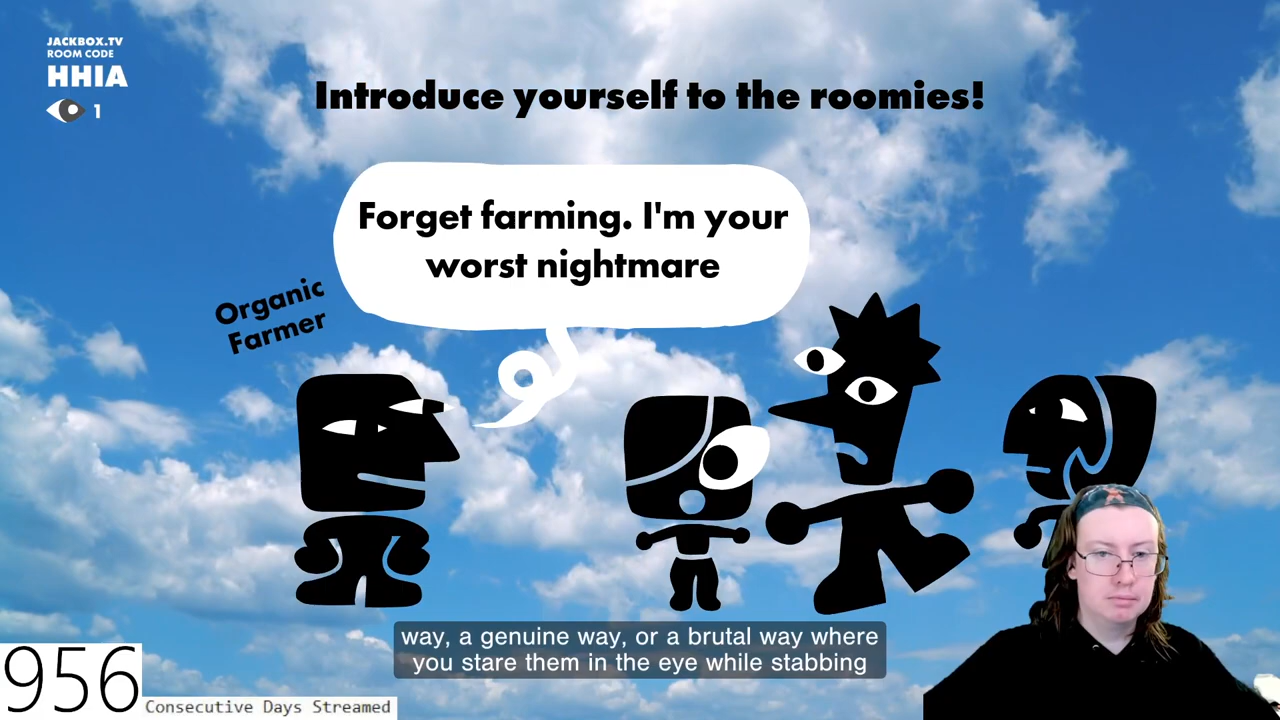 JACKBOX.TV
ROOM CODE
HHIA
1
Introduce yourself to the roomies!
Forget farming. I'm your
worst nightmare
Organic
Farmer
way, a genuine way, or a brutal way where
you stare them in the eye while stabbing
956
Consecutive Days Streamed